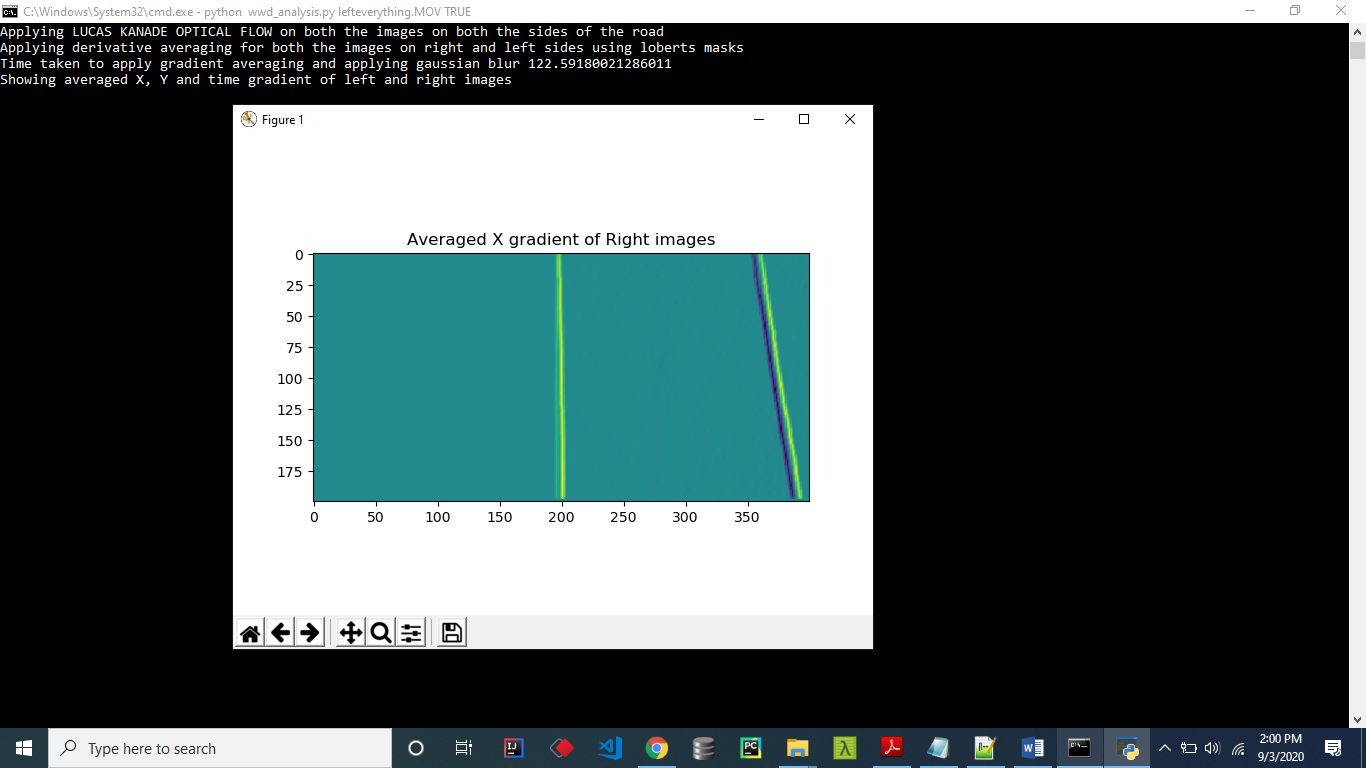 C:\Windows\System32\cmd.exe - python  wwd_analysis.py lefteverything.MOV TRUE
Applying LUCAS KANADE OPTICAL FLOW on both the images on both the sides of the road
Applying derivative averaging for both the images on right and left sides using loberts masks
Time taken to apply gradient averaging and applying gaussian blur 122.59180021286011
Showing averaged X, Y and time gradient of left and right images
Figure 1
Averaged X gradient of Right images
0
25
50
75
100
125
150
175
0 50 100 150 200 250 300 350
Type here to search
IJ
PC
λ
W
2:00 PM
9/3/2020